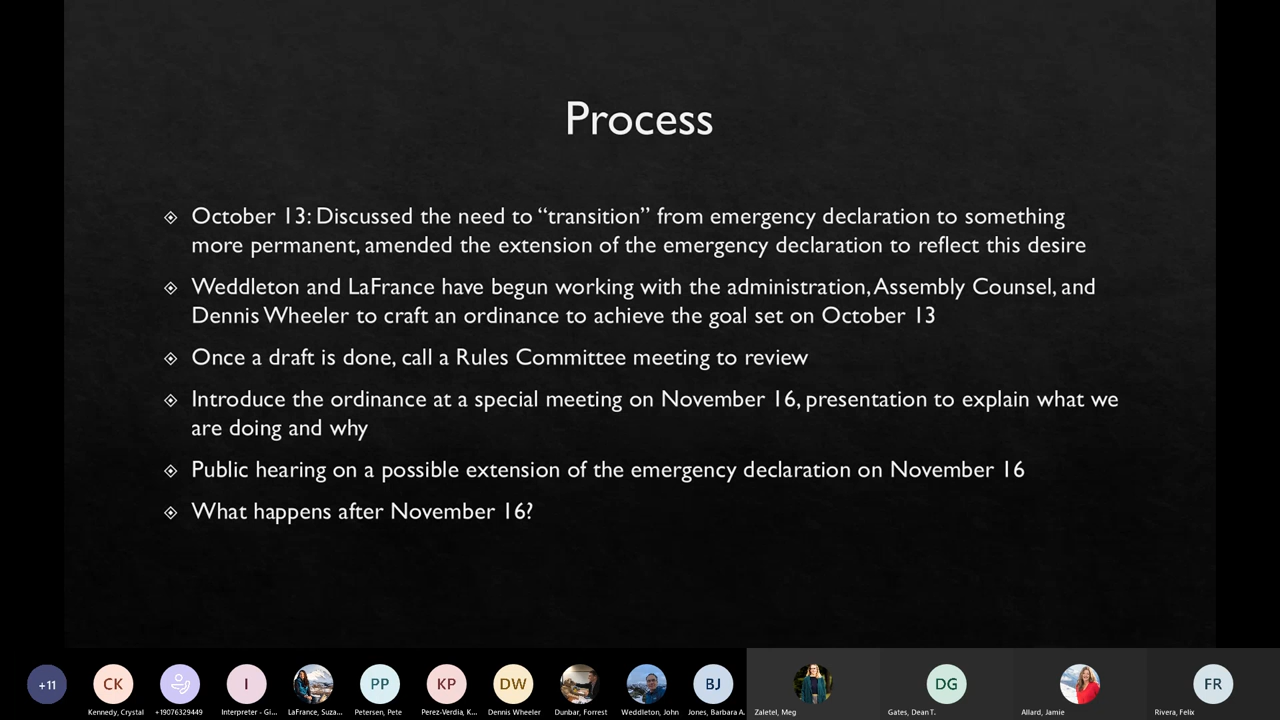 Process
October 13: Discussed the need to “transition” from emergency declaration to something
more permanent, amended the extension of the emergency declaration to reflect this desire
Weddleton and LaFrance have begun working with the administration, Assembly Counsel, and
Dennis Wheeler to craft an ordinance to achieve the goal set on October 13
Once a draft is done, call a Rules Committee meeting to review
Introduce the ordinance at a special meeting on November 16, presentation to explain what we
are doing and why
Public hearing on a possible extension of the emergency declaration on November 16
What happens after November 16?
+11
CK
I
PP
KP
DW
BJ
DG
FR
Kennedy, Crystal
+19076329449
Interpreter - Gi...
LaFrance, Suza...
Petersen, Pete
Perez-Verdia, K...
Dennis Wheeler
Dunbar, Forrest
Weddleton, John
Jones, Barbara A.
Zaletel, Meg
Gates, Dean T.
Allard, Jamie
Rivera, Felix